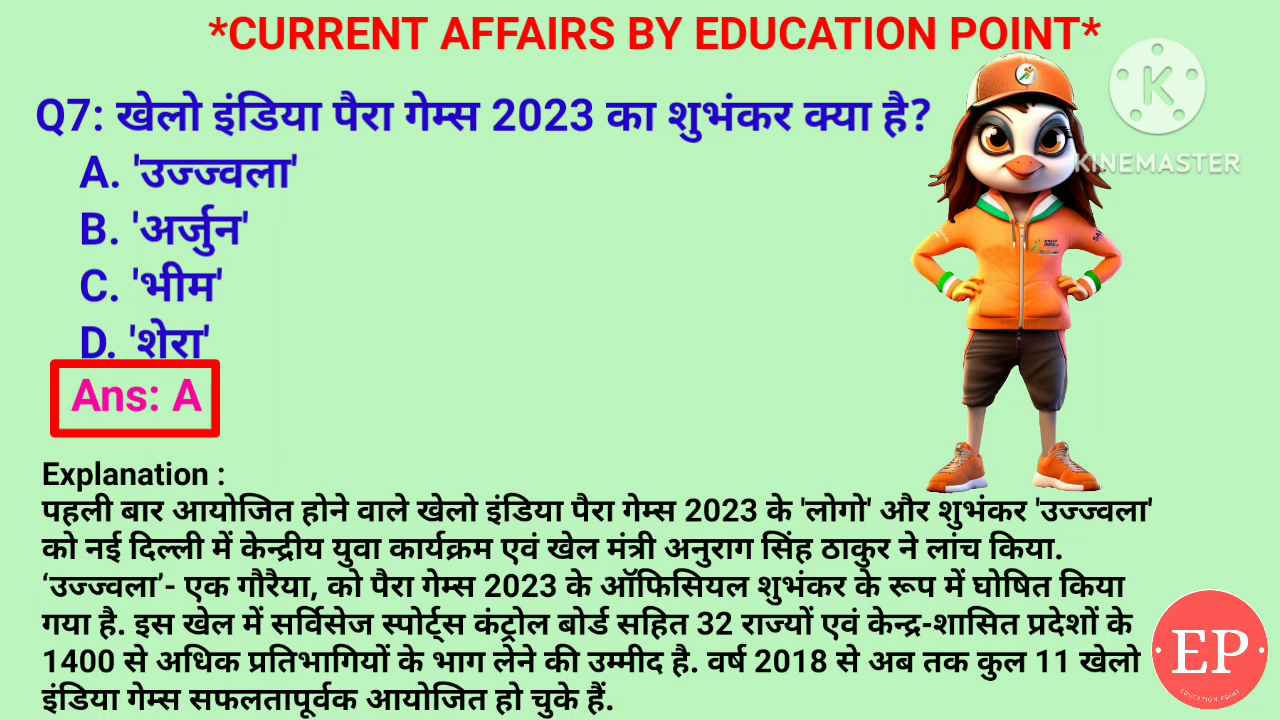 *CURRENT AFFAIRS BY EDUCATION POINT*
K
KINEMASTER
Q7: खेलो इंडिया पैरा गेम्स 2023 का शुभंकर क्या है?
A. 'उज्ज्वला'
B. 'अर्जुन'
C. 'भीम'
D. 'शेरा'
Ans: A
Explanation :
पहली बार आयोजित होने वाले खेलो इंडिया पैरा गेम्स 2023 के 'लोगो' और शुभंकर 'उज्ज्वला'
को नई दिल्ली में केन्द्रीय युवा कार्यक्रम एवं खेल मंत्री अनुराग सिंह ठाकुर ने लांच किया.
‘उज्ज्वला’- एक गौरैया, को पैरा गेम्स 2023 के ऑफिसियल शुभंकर के रूप में घोषित किया
गया है. इस खेल में सर्विसेज स्पोर्ट्स कंट्रोल बोर्ड सहित 32 राज्यों एवं केन्द्र-शासित प्रदेशों के
1400 से अधिक प्रतिभागियों के भाग लेने की उम्मीद है. वर्ष 2018 से अब तक कुल 11 खेलो
इंडिया गेम्स सफलतापूर्वक आयोजित हो चुके हैं.
EP
EDUCATION POINT